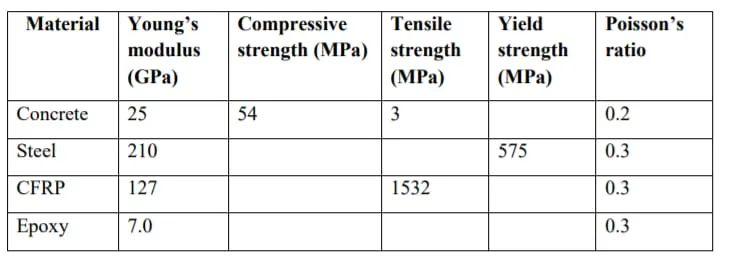 Material Young’s modulus (GPa) Compressive strength (MPa) Tensile strength (MPa) Yield strength (MPa) Poisson’s ratio
Concrete 25 54 3 0.2
Steel 210 575 0.3
CFRP 127 1532 0.3
Epoxy 7.0 0.3